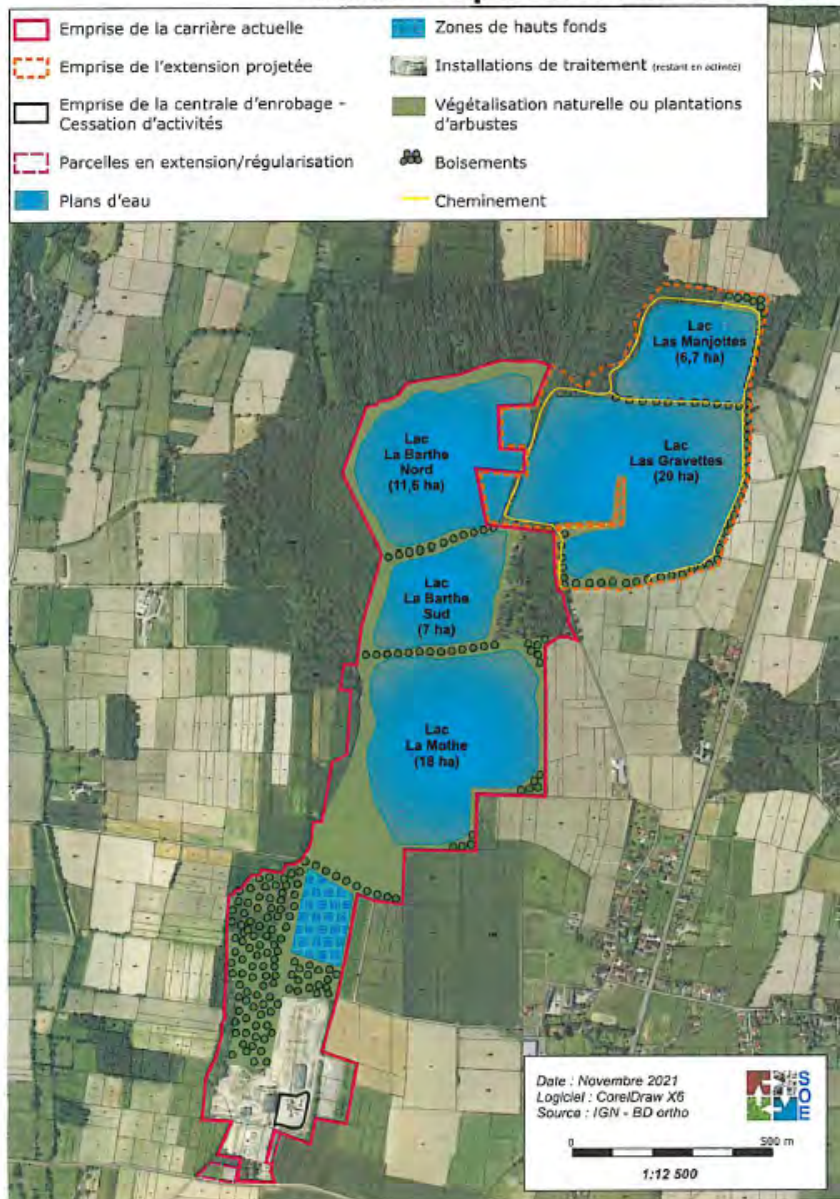 Emprise de la carrière actuelle
Emprise de l'extension projetée
Emprise de la centrale d'enrobage -
Cessation d'activités
Parcelles en extension/régularisation
Plans d'eau
Zones de hauts fonds
Installations de traitement (restant en activité)
Végétalisation naturelle ou plantations
d'arbustes
Boisements
Cheminement
N
Lac
Las Manjottes
(6,7 ha)
Lac
La Barthe
Nord
(11,6 ha)
Lac
Las Gravettes
(20 ha)
Lac
La Barthe
Sud
(7 ha)
Lac
La Mothe
(18 ha)
Date : Novembre 2021
Logiciel : CorelDraw X6
Source : IGN - BD ortho
SOE
0 500 m
1:12 500